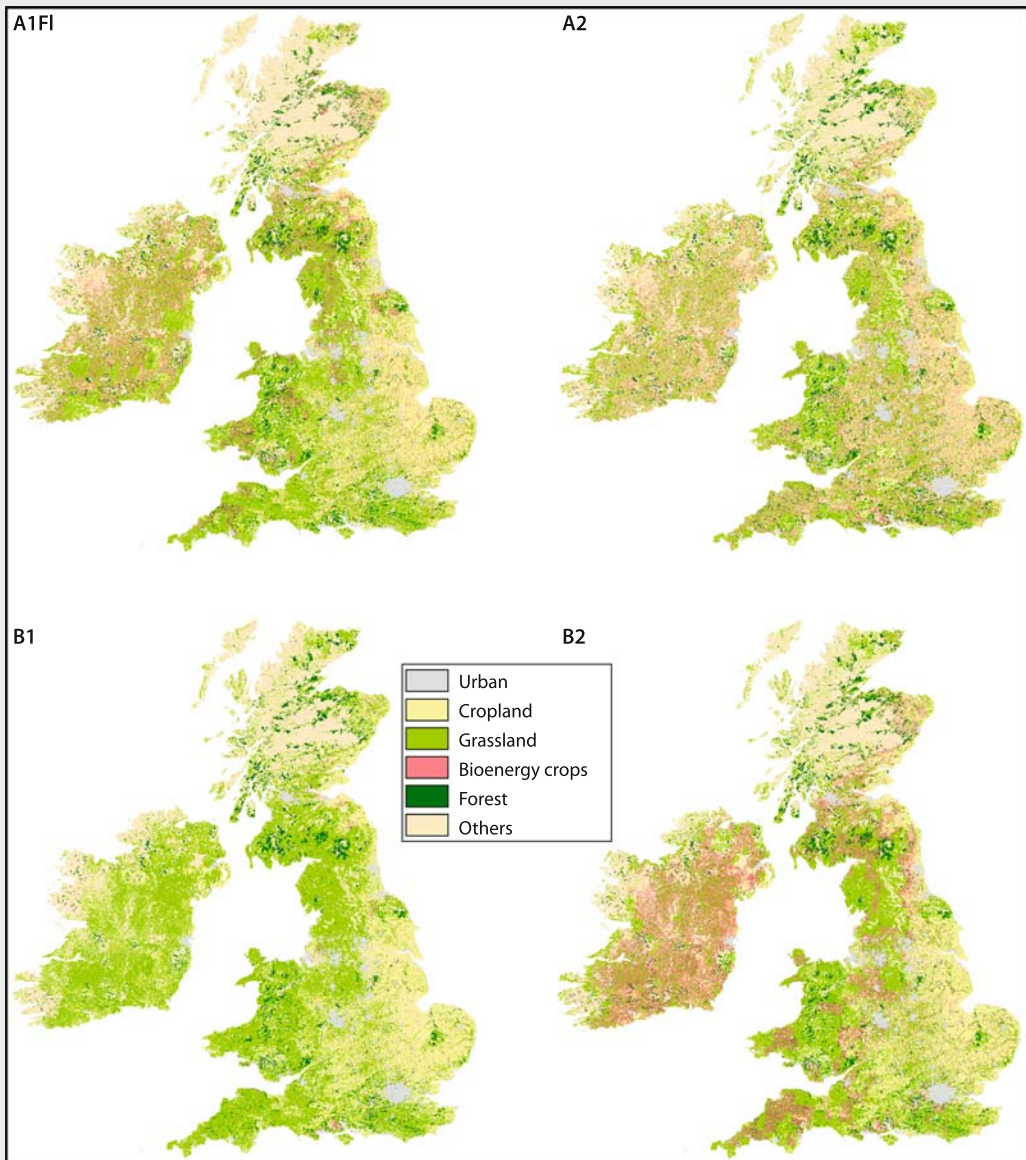 A1FI
A2
B1
B2
Urban
Cropland
Grassland
Bioenergy crops
Forest
Others